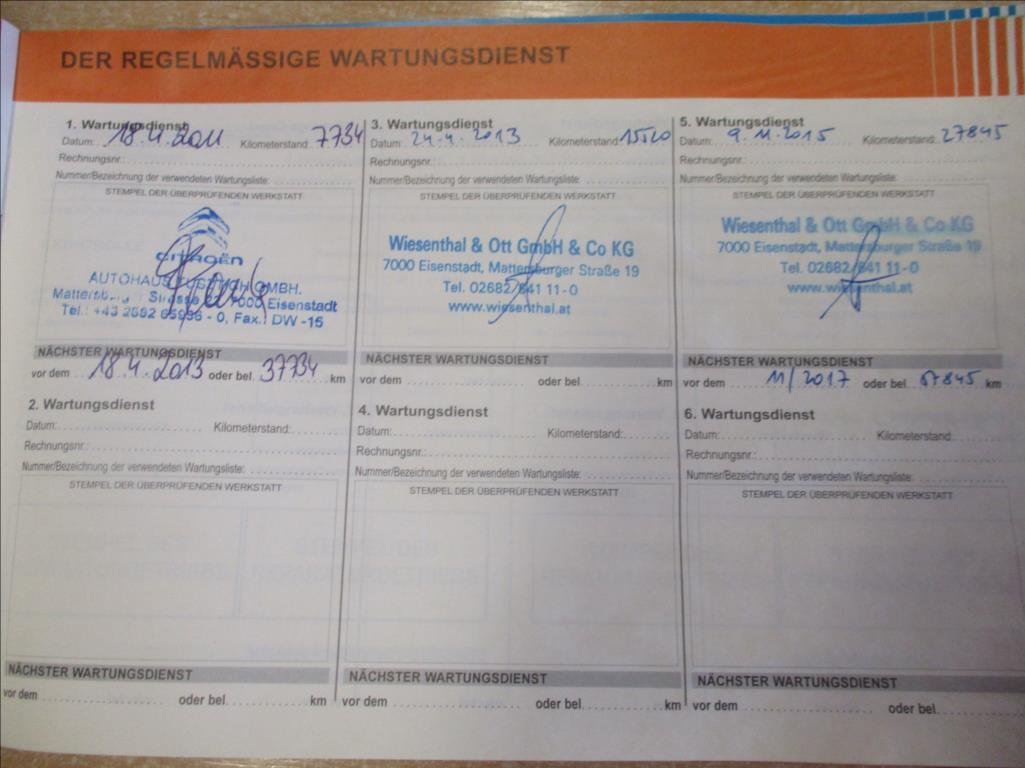 DER REGELMÄSSIGE WARTUNGSDIENST
1. Wartungsdienst
Datum: 18.4.2011 Kilometerstand: 7734
Rechnungsnr.:
Nummer/Bezeichnung der verwendeten Wartungsliste:
STEMPEL DER ÜBERPRÜFENDEN WERKSTATT
CITROËN
AUTOHAUS GMBH.
7000 Eisenstadt
Tel.: +43 2682 - 0, Fax.: DW -15
NÄCHSTER WARTUNGSDIENST
vor dem 18.4.2013 oder bei 37734 km
2. Wartungsdienst
Datum: Kilometerstand:
Rechnungsnr.:
Nummer/Bezeichnung der verwendeten Wartungsliste:
STEMPEL DER ÜBERPRÜFENDEN WERKSTATT
NÄCHSTER WARTUNGSDIENST
vor dem oder bei. km
3. Wartungsdienst
Datum: 24.4.2013 Kilometerstand: 15520
Rechnungsnr.:
Nummer/Bezeichnung der verwendeten Wartungsliste:
STEMPEL DER ÜBERPRÜFENDEN WERKSTATT
Wiesenthal & Ott GmbH & Co KG
7000 Eisenstadt, Mattersburger Straße 19
Tel. 02682/641 11-0
www.wiesenthal.at
NÄCHSTER WARTUNGSDIENST
vor dem oder bei. km
4. Wartungsdienst
Datum: Kilometerstand:
Rechnungsnr.:
Nummer/Bezeichnung der verwendeten Wartungsliste:
STEMPEL DER ÜBERPRÜFENDEN WERKSTATT
NÄCHSTER WARTUNGSDIENST
vor dem oder bei. km
5. Wartungsdienst
Datum: 9.11.2015 Kilometerstand: 27845
Rechnungsnr.:
Nummer/Bezeichnung der verwendeten Wartungsliste:
STEMPEL DER ÜBERPRÜFENDEN WERKSTATT
Wiesenthal & Ott GmbH & Co KG
7000 Eisenstadt, Mattersburger Straße 19
Tel. 02682/641 11-0
www.wiesenthal.at
NÄCHSTER WARTUNGSDIENST
vor dem 11/2017 oder bei 57845 km
6. Wartungsdienst
Datum: Kilometerstand:
Rechnungsnr.:
Nummer/Bezeichnung der verwendeten Wartungsliste:
STEMPEL DER ÜBERPRÜFENDEN WERKSTATT
NÄCHSTER WARTUNGSDIENST
vor dem oder bei.